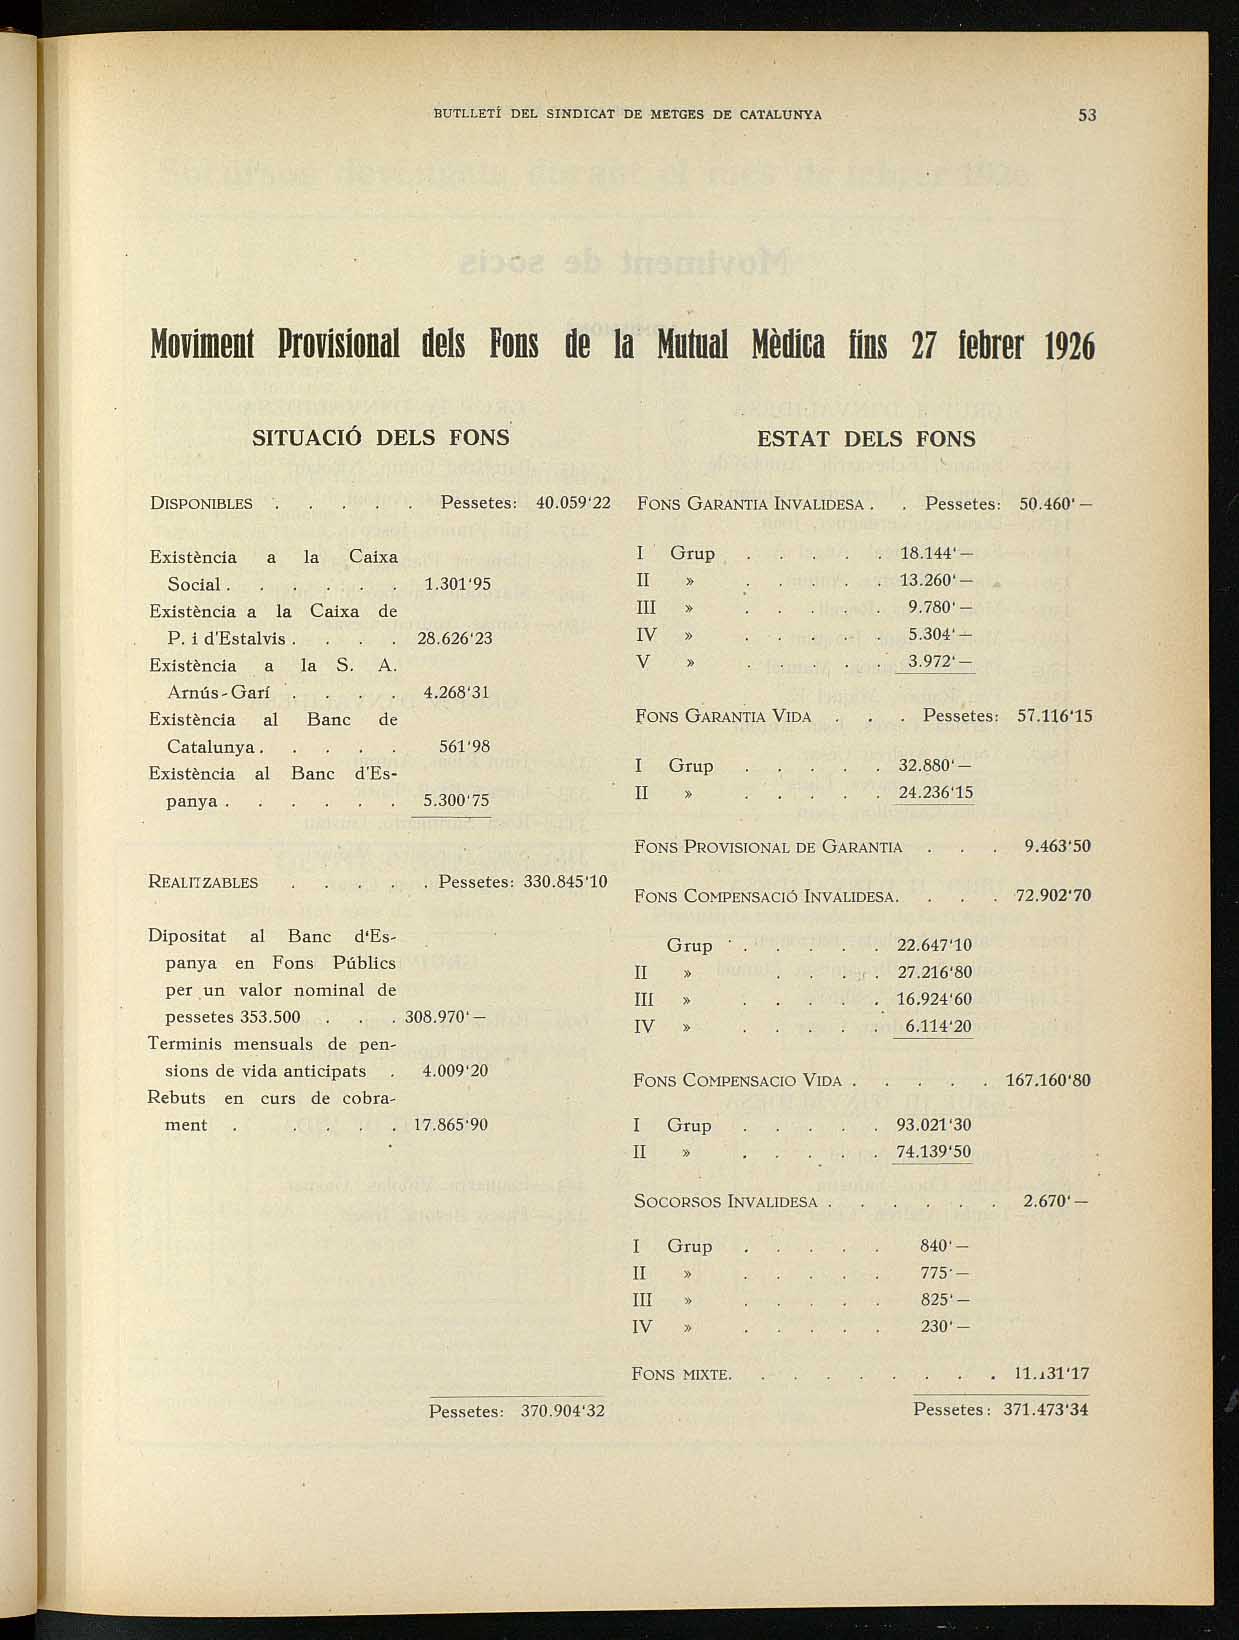 BUTLLETÍ DEL SINDICAT DE METGES DE CATALUNYA 53
Moviment Provisional dels Fons de la Mutual Mèdica fins 27 febrer 1926
SITUACIÓ DELS FONS
DISPONIBLES . . . . . Pessetes: 40.059'22
Existència a la Caixa
Social . . . . . . 1.301'95
Existència a la Caixa de
P. i d'Estalvis . . . . 28.626'23
Existència a la S. A.
Arnús-Garí . . . . 4.268'31
Existència al Banc de
Catalunya . . . . . 561'98
Existència al Banc d'Es-
panya . . . . . . 5.300'75
REALITZABLES . . . . . Pessetes: 330.845'10
Dipositat al Banc d'Es-
panya en Fons Públics
per un valor nominal de
pessetes 353.500 . . . 308.970'—
Terminis mensuals de pen-
sions de vida anticipats . 4.009'20
Rebuts en curs de cobra-
ment . . . . . 17.865'90
Pessetes: 370.904'32
ESTAT DELS FONS
FONS GARANTIA INVALIDESA . . Pessetes: 50.460'—
I Grup . . . . . 18.144'—
II » . . . . 13.260'—
III » . . . . . 9.780'—
IV » . . . . . 5.304'—
V » . . . . . 3.972'—
FONS GARANTIA VIDA . . . Pessetes: 57.116'15
I Grup . . . . . 32.880'—
II » . . . . . 24.236'15
FONS PROVISIONAL DE GARANTIA . . . 9.463'50
FONS COMPENSACIÓ INVALIDESA. . . . 72.902'70
Grup . . . . . 22.647'10
II » . . . . 27.216'80
III » . . . . . 16.924'60
IV » . . . . . 6.114'20
FONS COMPENSACIO VIDA . . . . . 167.160'80
I Grup . . . . . 93.021'30
II » . . . . . 74.139'50
SOCORSOS INVALIDESA . . . . . . 2.670'—
I Grup . . . . . 840'—
II » . . . . . 775'—
III » . . . . . 825'—
IV » . . . . . 230'—
FONS MIXTE. . . . . . . . . 11.131'17
Pessetes: 371.473'34